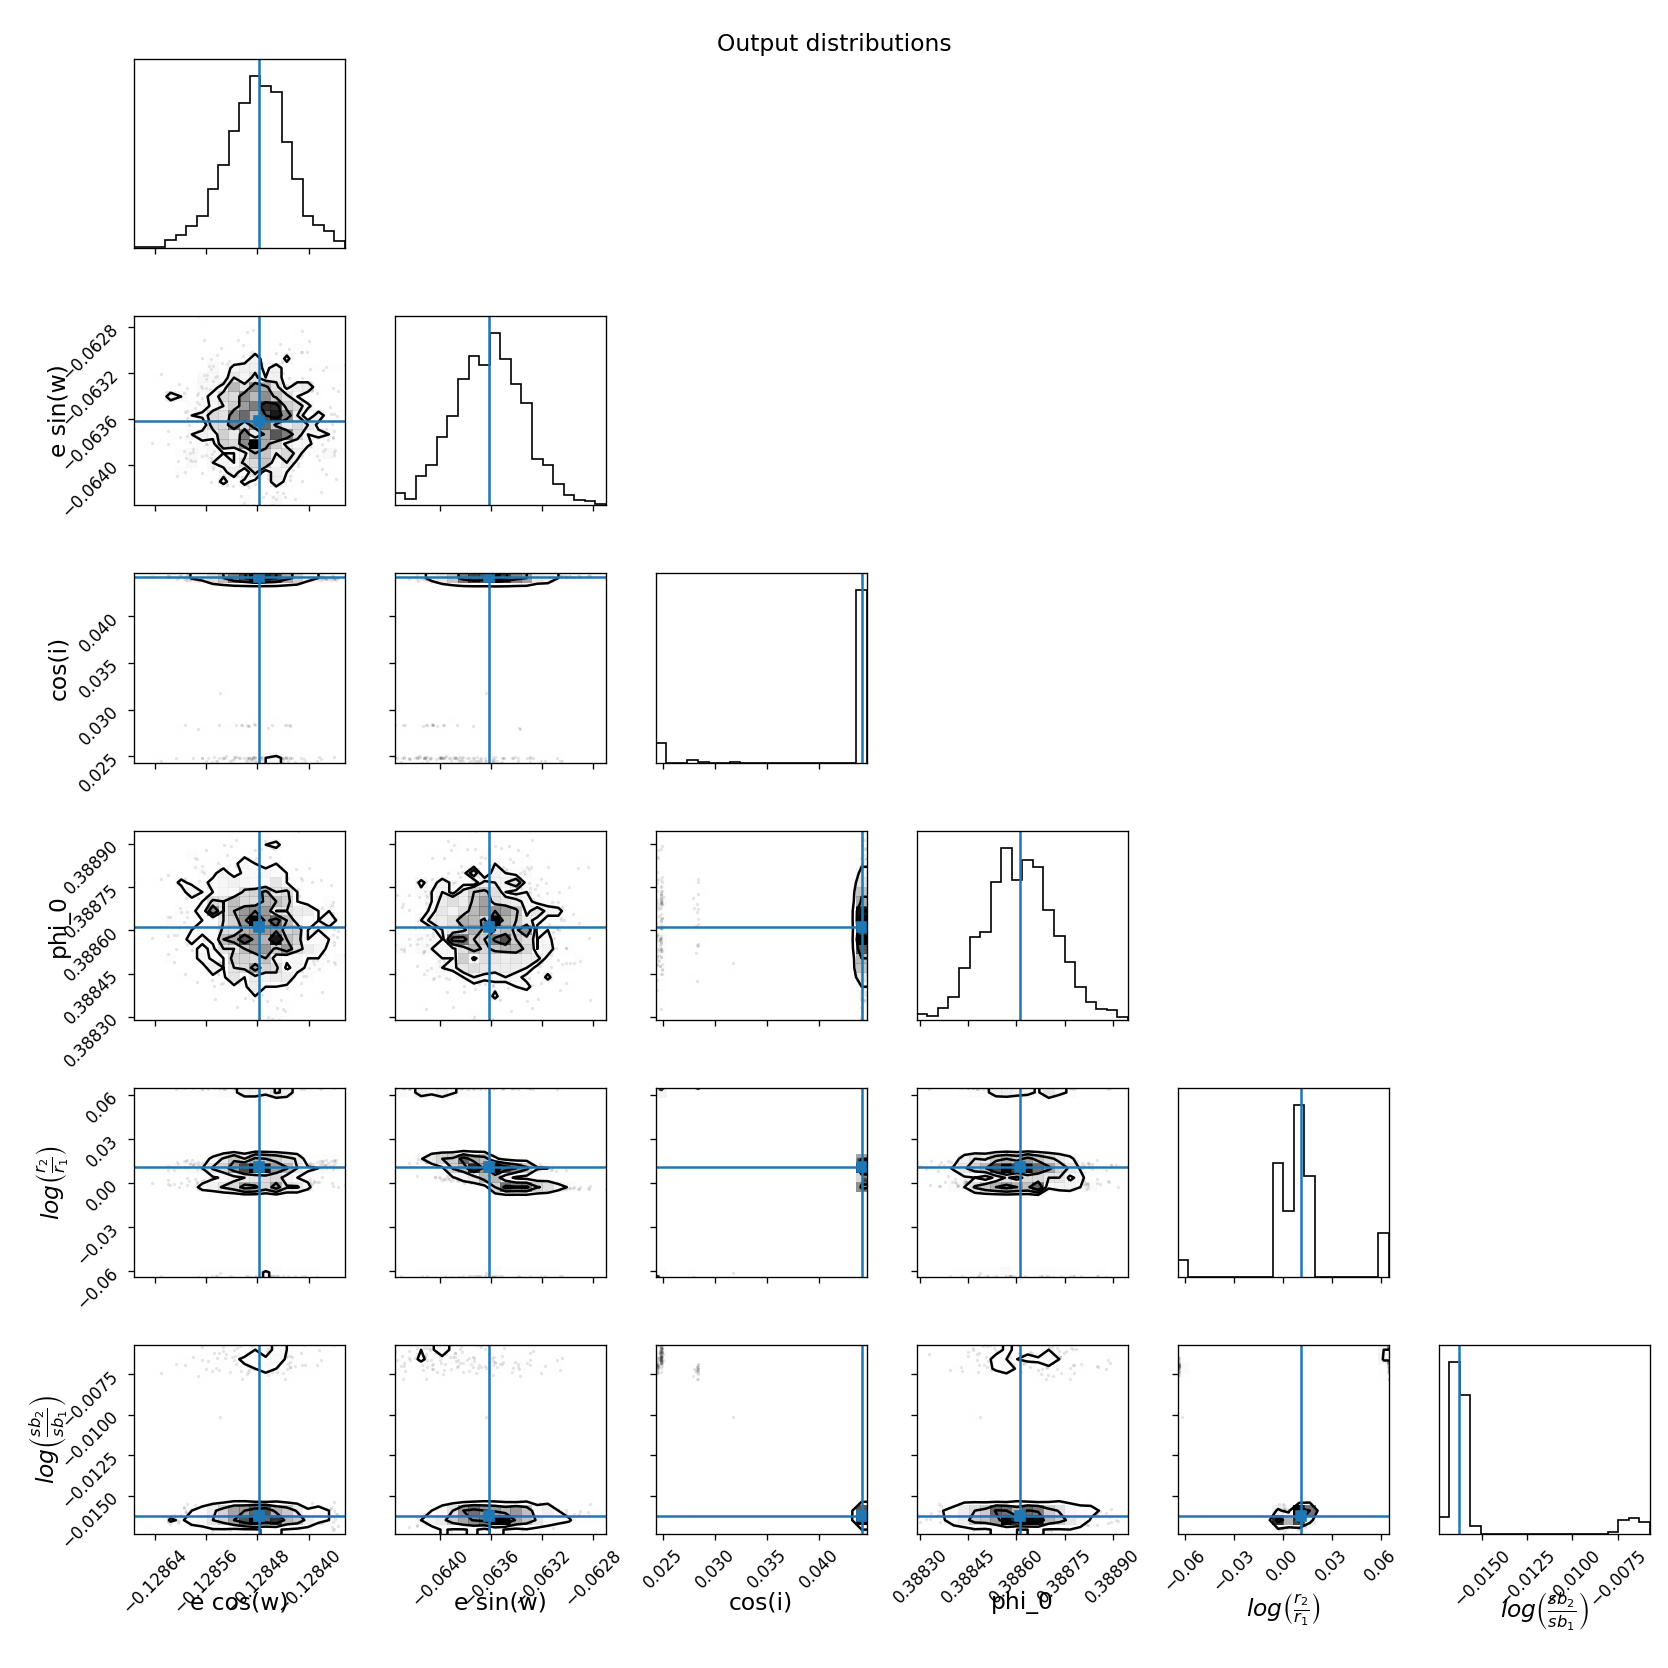 Output distributions
e sin(w)
−0.0628
−0.0632
−0.0636
−0.0640
cos(i)
0.040
0.035
0.030
0.025
phi_0
0.38890
0.38875
0.38860
0.38845
0.38830
log(r₂/r₁)
0.06
0.03
0.00
−0.03
−0.06
log(sb₂/sb₁)
−0.0075
−0.0100
−0.0125
−0.0150
−0.12864 −0.12856 −0.12848 −0.12840
−0.0640 −0.0636 −0.0632 −0.0628
0.025 0.030 0.035 0.040
0.38830 0.38845 0.38860 0.38875 0.38890
−0.06 −0.03 0.00 0.03 0.06
−0.0150 −0.0125 −0.0100 −0.0075
e cos(w) e sin(w) cos(i) phi_0 log(r₂/r₁) log(sb₂/sb₁)